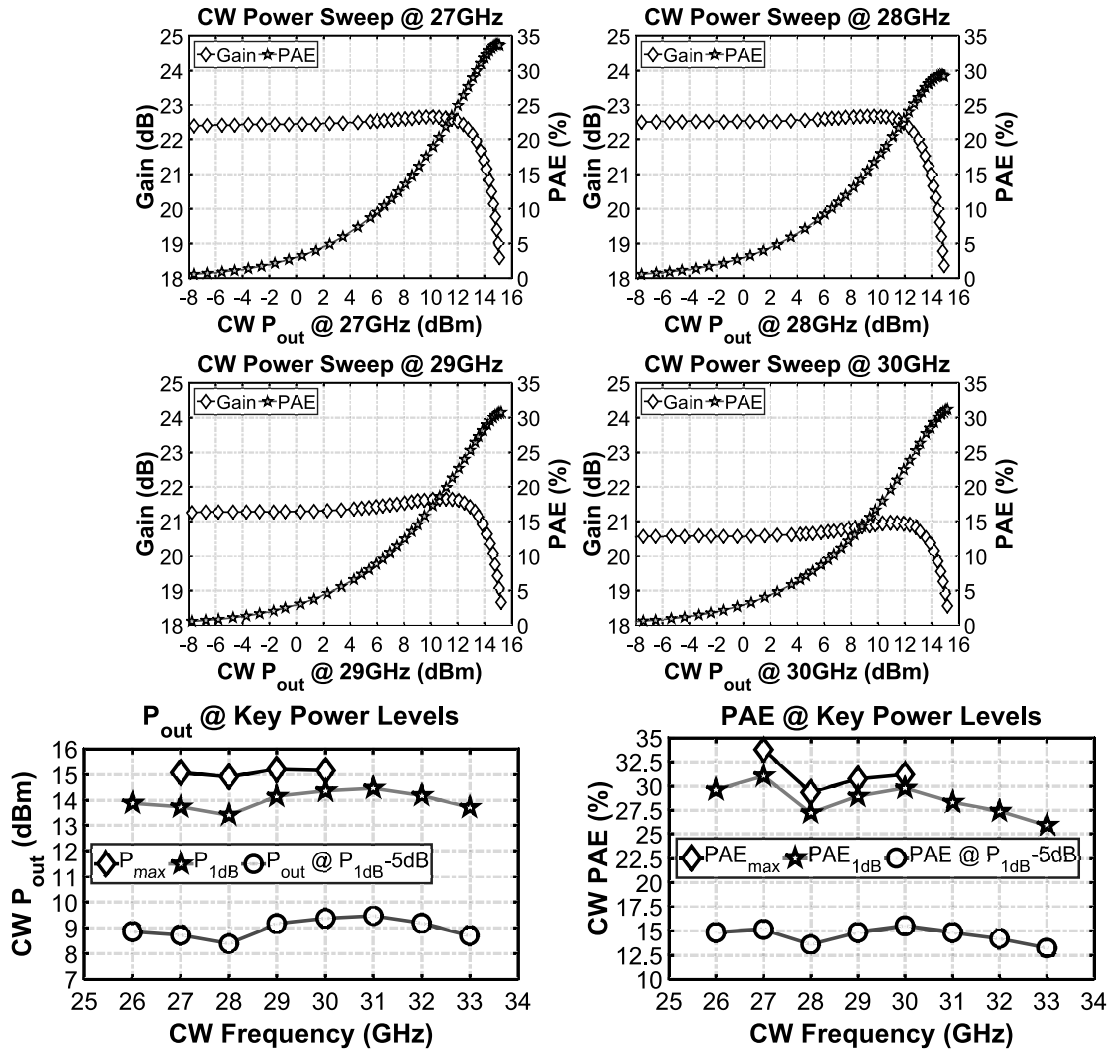 CW Power Sweep @ 27GHz
Gain PAE
Gain (dB)
25
24
23
22
21
20
19
18
35
30
25
20
15
10
5
0
PAE (%)
-8 -6 -4 -2 0 2 4 6 8 10 12 14 16
CW Pout @ 27GHz (dBm)
CW Power Sweep @ 28GHz
Gain PAE
Gain (dB)
25
24
23
22
21
20
19
18
35
30
25
20
15
10
5
0
PAE (%)
-8 -6 -4 -2 0 2 4 6 8 10 12 14 16
CW Pout @ 28GHz (dBm)
CW Power Sweep @ 29GHz
Gain PAE
Gain (dB)
25
24
23
22
21
20
19
18
35
30
25
20
15
10
5
0
PAE (%)
-8 -6 -4 -2 0 2 4 6 8 10 12 14 16
CW Pout @ 29GHz (dBm)
CW Power Sweep @ 30GHz
Gain PAE
Gain (dB)
25
24
23
22
21
20
19
18
35
30
25
20
15
10
5
0
PAE (%)
-8 -6 -4 -2 0 2 4 6 8 10 12 14 16
CW Pout @ 30GHz (dBm)
Pout @ Key Power Levels
CW Pout (dBm)
16
15
14
13
12
11
10
9
8
7
Pmax P1dB Pout @ P1dB-5dB
25 26 27 28 29 30 31 32 33 34
CW Frequency (GHz)
PAE @ Key Power Levels
CW PAE (%)
35
32.5
30
27.5
25
22.5
20
17.5
15
12.5
10
PAEmax PAE1dB PAE @ P1dB-5dB
25 26 27 28 29 30 31 32 33 34
CW Frequency (GHz)